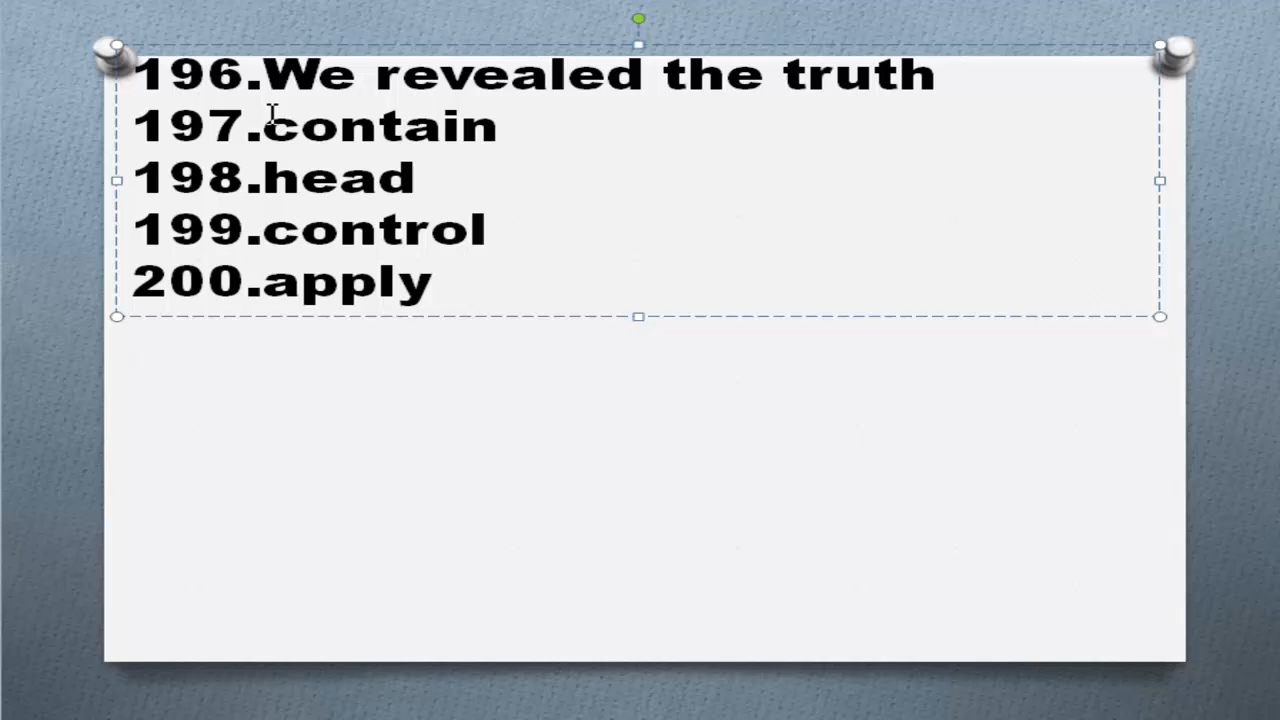 196.We revealed the truth
197.contain
198.head
199.control
200.apply